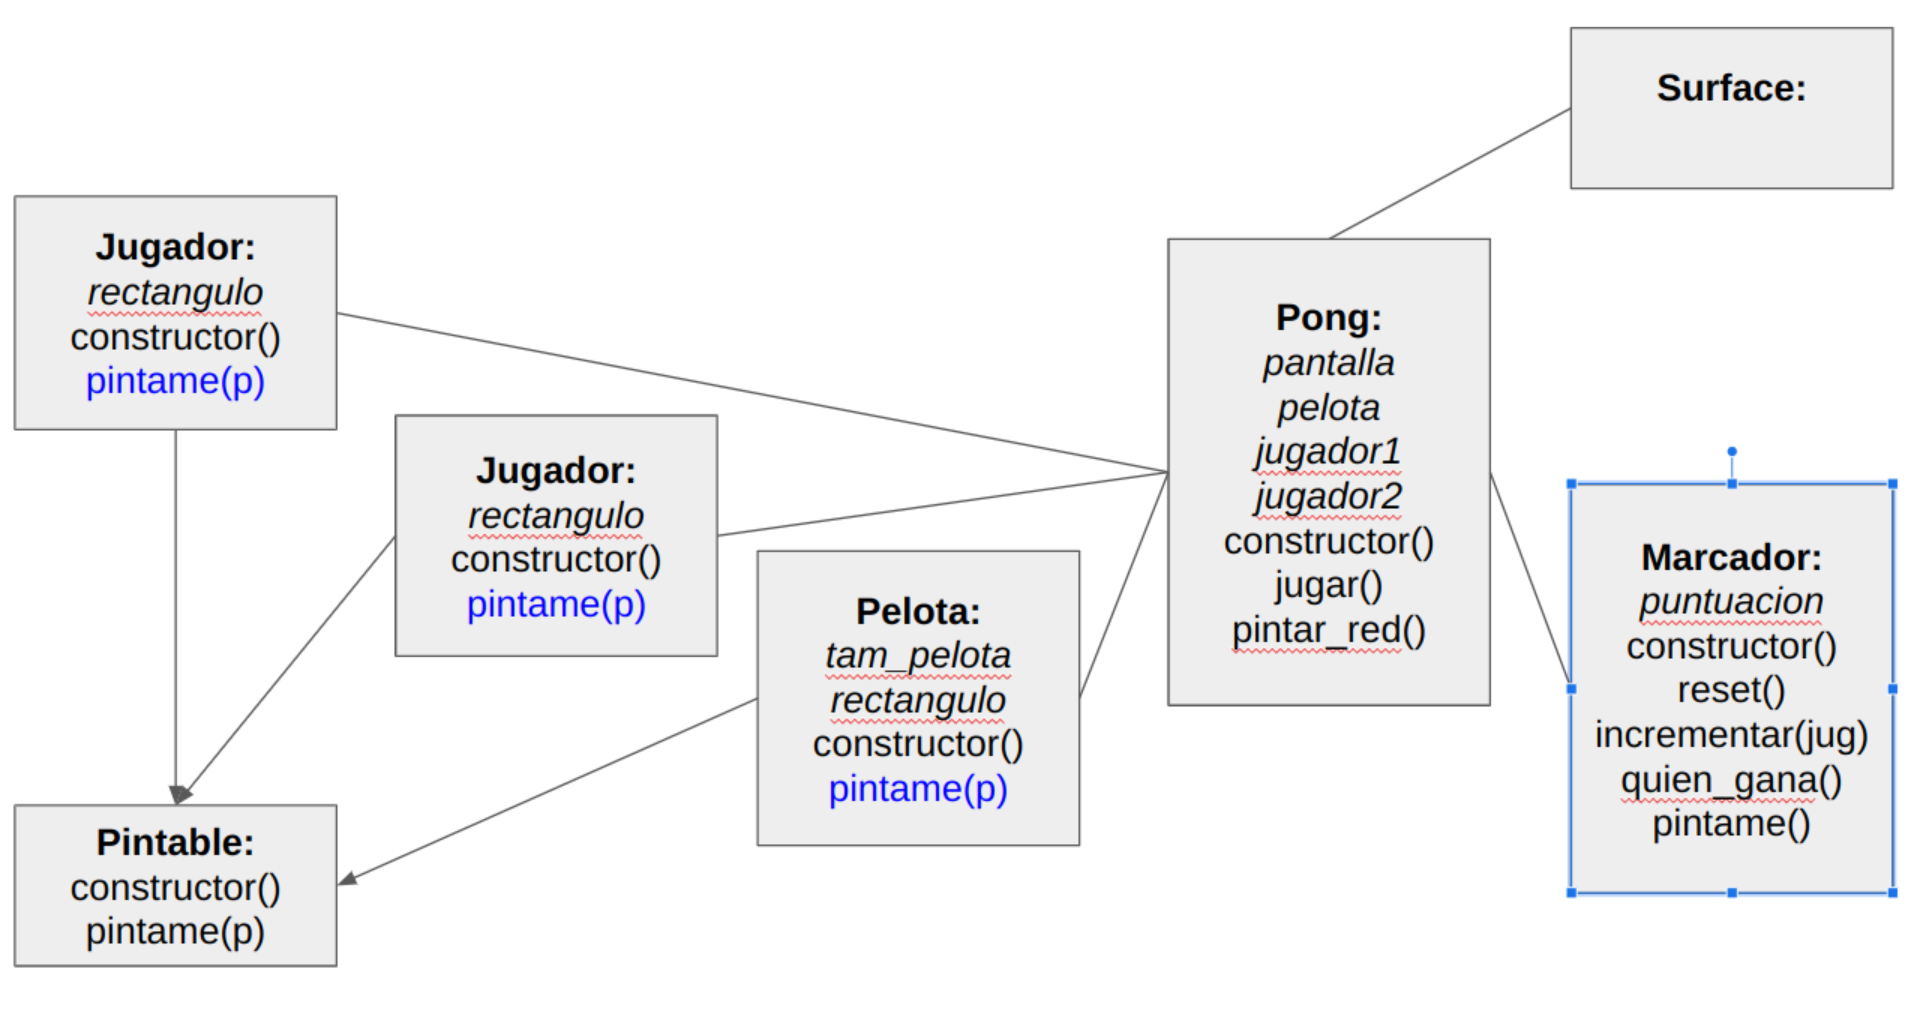 Surface:
Jugador:
rectangulo
constructor()
pintame(p)
Jugador:
rectangulo
constructor()
pintame(p)
Pelota:
tam_pelota
rectangulo
constructor()
pintame(p)
Pong:
pantalla
pelota
jugador1
jugador2
constructor()
jugar()
pintar_red()
Marcador:
puntuacion
constructor()
reset()
incrementar(jug)
quien_gana()
pintame()
Pintable:
constructor()
pintame(p)